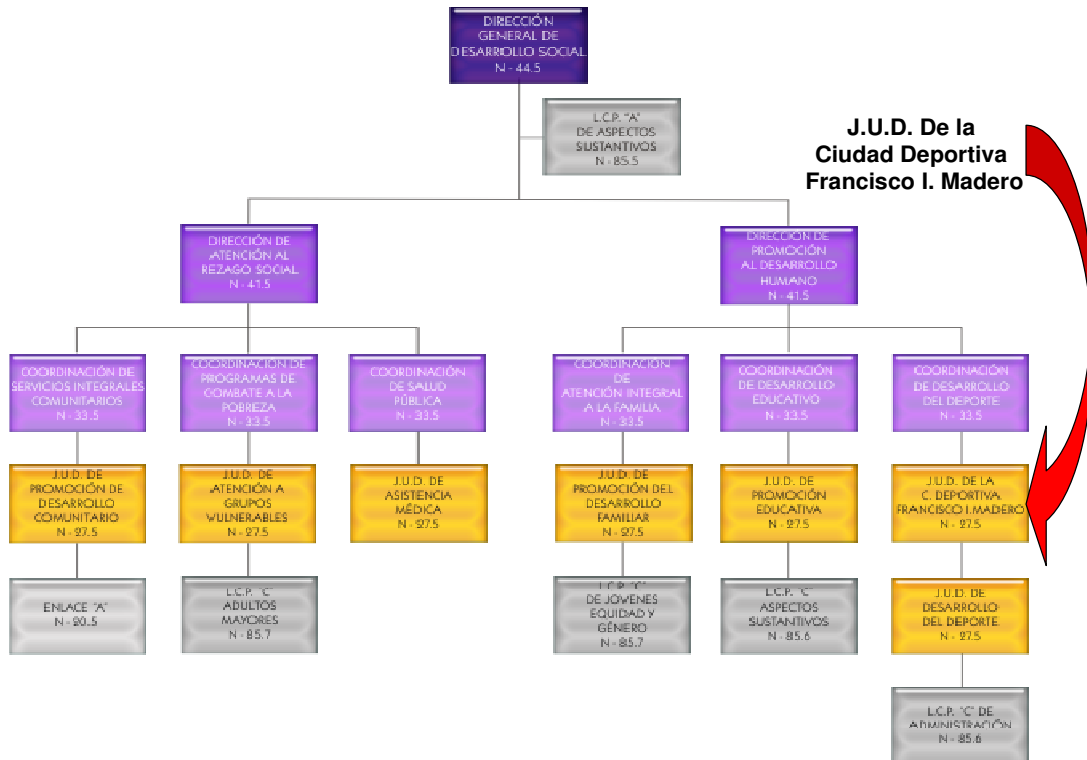 DIRECCIÓN
GENERAL DE
DESARROLLO SOCIAL
N - 44.5
L.C.P. "A"
DE ASPECTOS
SUSTANTIVOS
N - 85.5
J.U.D. De la
Ciudad Deportiva
Francisco I. Madero
DIRECCIÓN DE
ATENCIÓN AL
REZAGO SOCIAL
N - 41.5
DIRECCIÓN DE
PROMOCIÓN
AL DESARROLLO
HUMANO
N - 41.5
COORDINACIÓN DE
SERVICIOS INTEGRALES
COMUNITARIOS
N - 33.5
COORDINACIÓN DE
PROGRAMAS DE
COMBATE A LA
POBREZA
N - 33.5
COORDINACIÓN
DE SALUD
PÚBLICA
N - 33.5
COORDINACIÓN
DE
ATENCIÓN INTEGRAL
A LA FAMILIA
N - 33.5
COORDINACIÓN
DE DESARROLLO
EDUCATIVO
N - 33.5
COORDINACIÓN
DE DESARROLLO
DEL DEPORTE
N - 33.5
J.U.D. DE
PROMOCIÓN DE
DESARROLLO
COMUNITARIO
N - 27.5
J.U.D. DE
ATENCIÓN A
GRUPOS
VULNERABLES
N - 27.5
J.U.D. DE
ASISTENCIA
MÉDICA
N - 27.5
J.U.D. DE
PROMOCIÓN DEL
DESARROLLO
FAMILIAR
N - 27.5
J.U.D. DE
PROMOCIÓN
EDUCATIVA
N - 27.5
J.U.D. DE LA
C. DEPORTIVA
FRANCISCO I. MADERO
N - 27.5
ENLACE "A"
N - 20.5
L.C.P. "C"
ADULTOS
MAYORES
N - 85.7
L.C.P. "C"
DE JOVENES
EQUIDAD Y
GÉNERO
N - 85.7
L.C.P. "C"
ASPECTOS
SUSTANTIVOS
N - 85.6
J.U.D. DE
DESARROLLO
DEL DEPORTE
N - 27.5
L.C.P. "C" DE
ADMINISTRACIÓN
N - 85.6